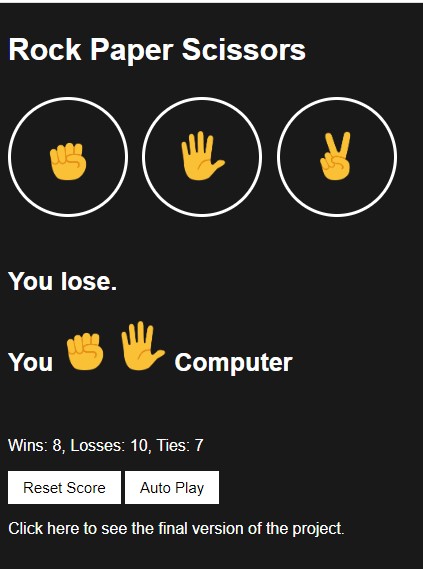 Rock Paper Scissors
You lose.
You Computer
Wins: 8, Losses: 10, Ties: 7
Reset Score Auto Play
Click here to see the final version of the project.